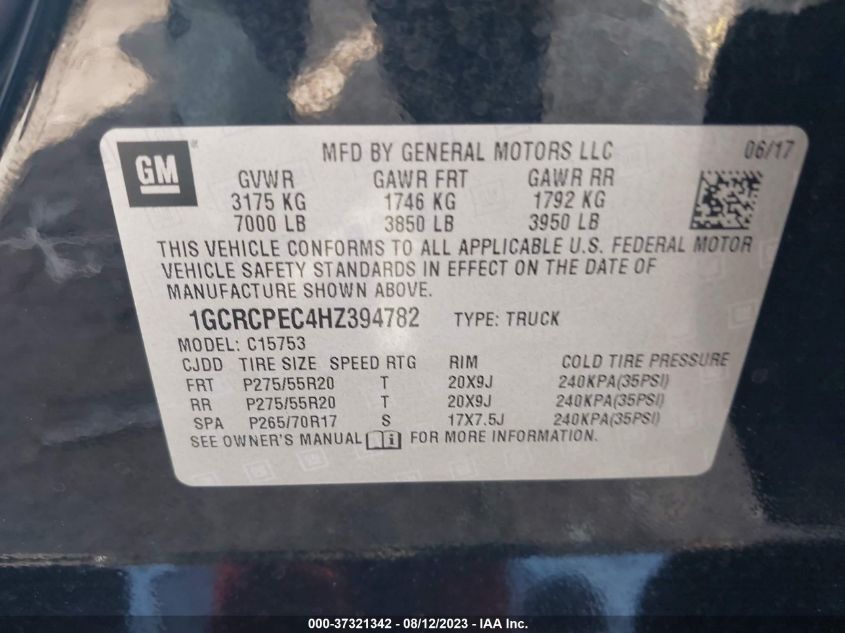 GM
MFD BY GENERAL MOTORS LLC 06/17
GVWR GAWR FRT GAWR RR
3175 KG 1746 KG 1792 KG
7000 LB 3850 LB 3950 LB
THIS VEHICLE CONFORMS TO ALL APPLICABLE U.S. FEDERAL MOTOR
VEHICLE SAFETY STANDARDS IN EFFECT ON THE DATE OF
MANUFACTURE SHOWN ABOVE.
1GCRCPEC4HZ394782 TYPE: TRUCK
MODEL: C15753
CJDD TIRE SIZE SPEED RTG RIM COLD TIRE PRESSURE
FRT P275/55R20 T 20X9J 240KPA(35PSI)
RR P275/55R20 T 20X9J 240KPA(35PSI)
SPA P265/70R17 S 17X7.5J 240KPA(35PSI)
SEE OWNER'S MANUAL FOR MORE INFORMATION.
000-37321342 - 08/12/2023 - IAA Inc.